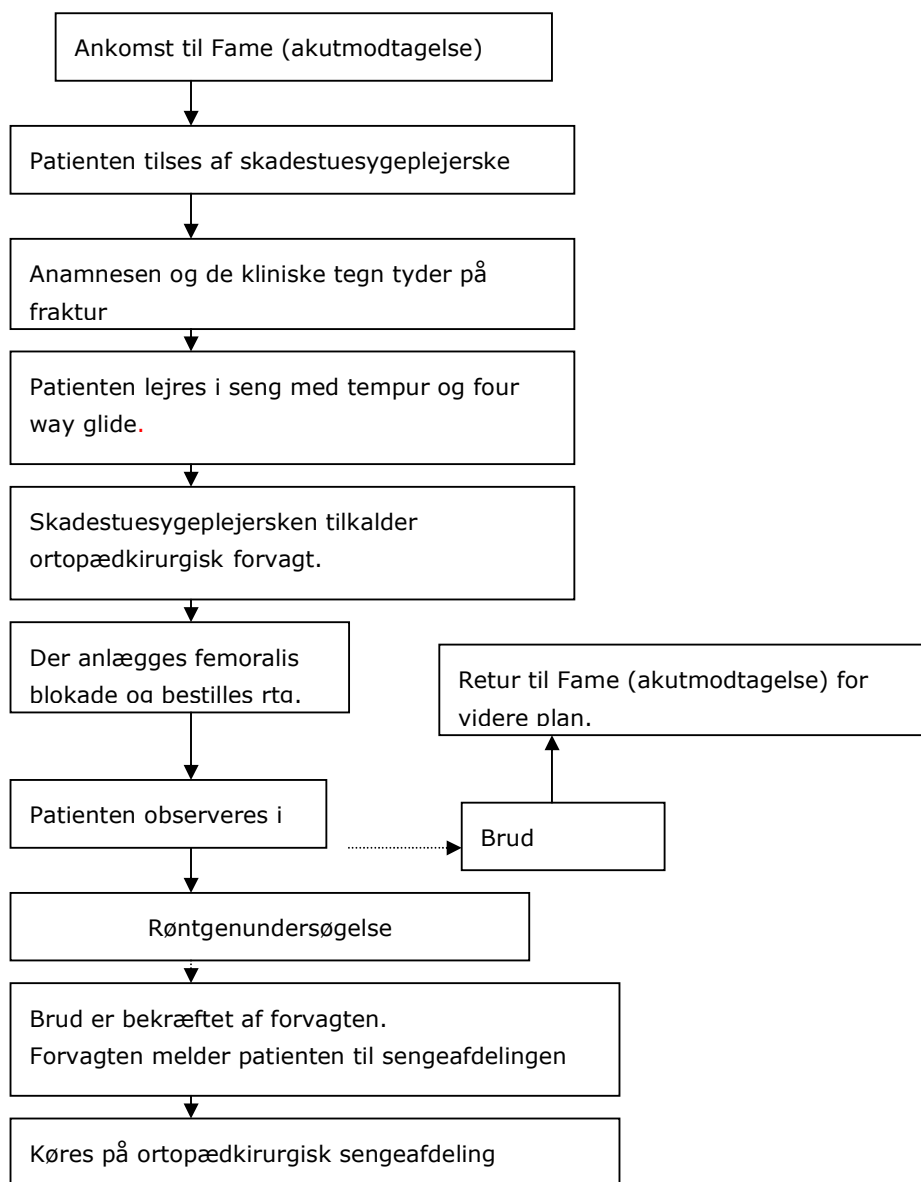 Ankomst til Fame (akutmodtagelse)
Patienten tilses af skadestuesygeplejerske
Anamnesen og de kliniske tegn tyder på
fraktur
Patienten lejres i seng med tempur og four
way glide.
Skadestuesygeplejersken tilkalder
ortopædkirurgisk forvagt.
Der anlægges femoralis
blokade og bestilles rtg.
Retur til Fame (akutmodtagelse) for
videre plan.
Patienten observeres i
Brud
Røntgenundersøgelse
Brud er bekræftet af forvagten.
Forvagten melder patienten til sengeafdelingen
Køres på ortopædkirurgisk sengeafdeling